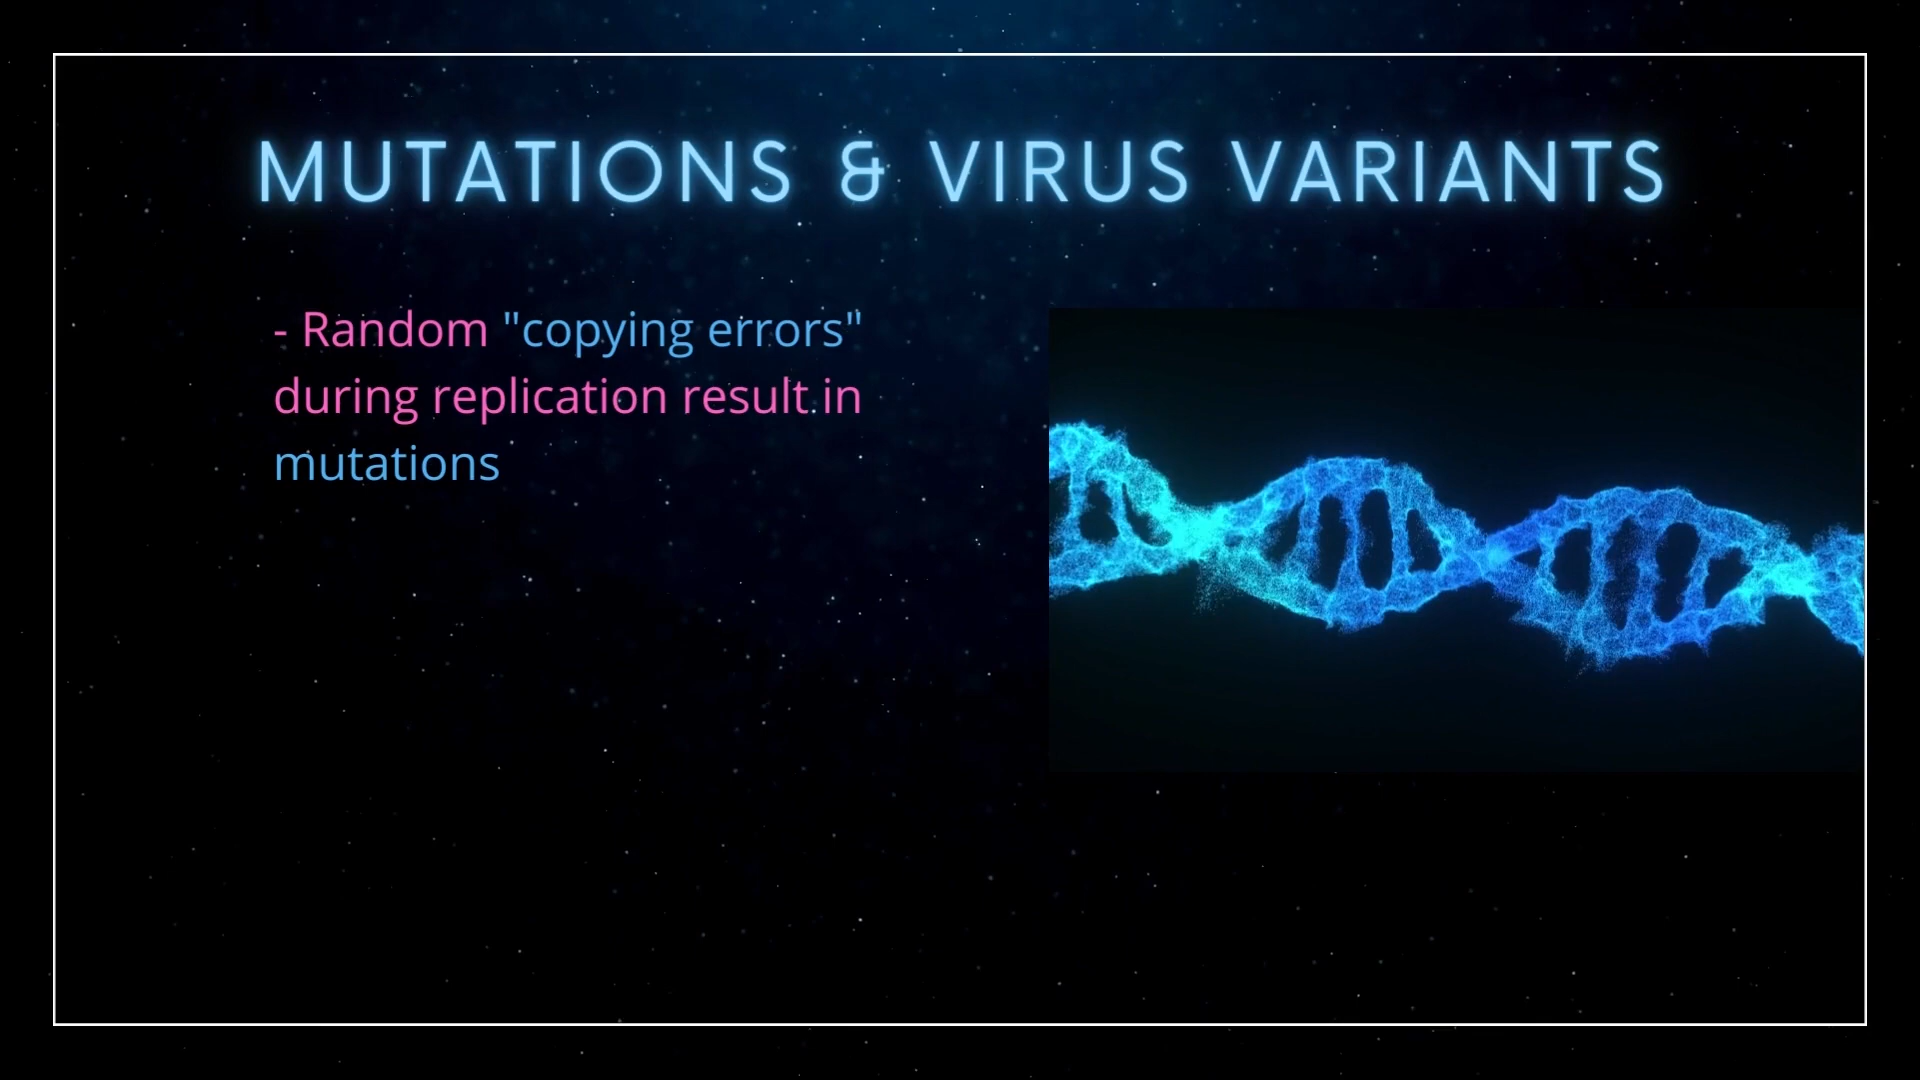 MUTATIONS & VIRUS VARIANTS
- Random "copying errors"
during replication result in
mutations